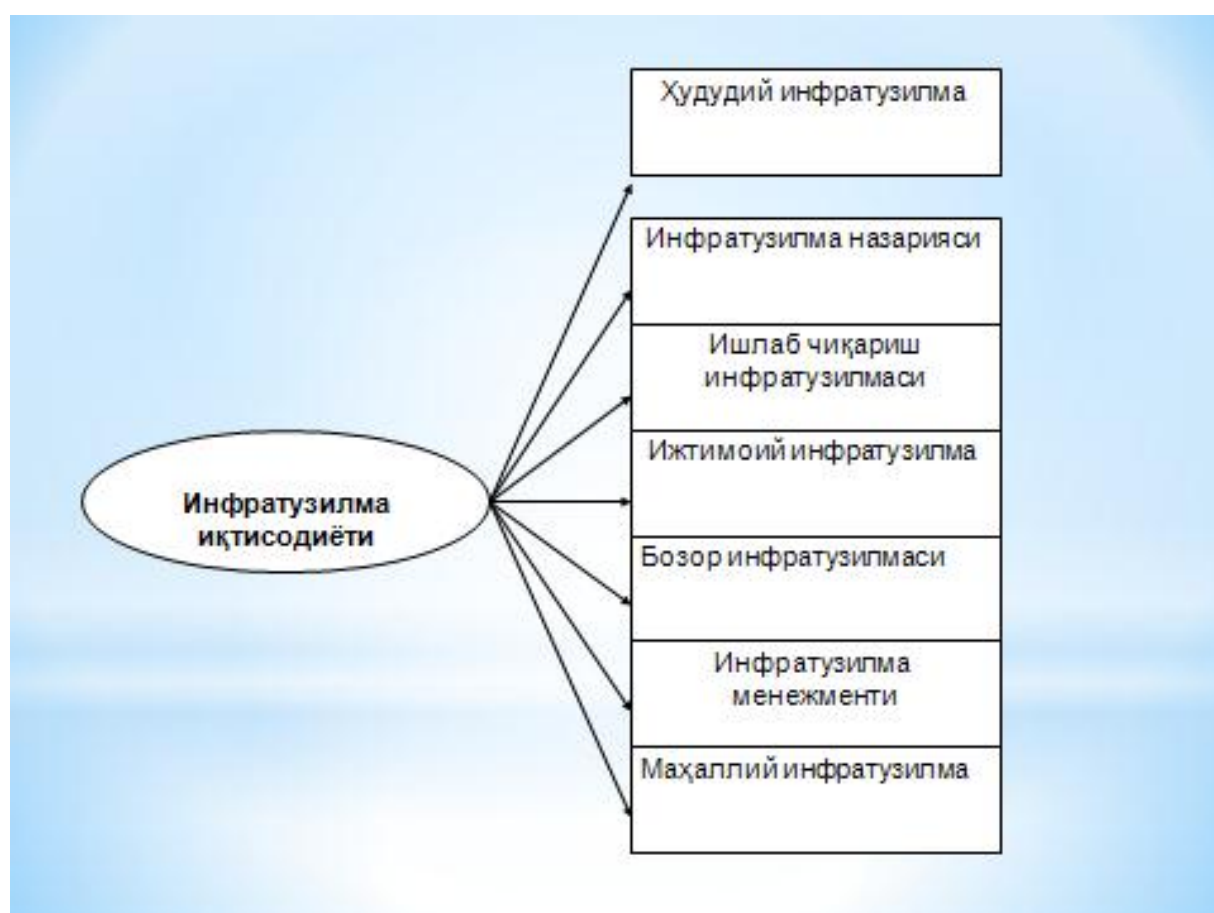 Ҳудудий инфратузилма
Инфратузилма назарияси
Ишлаб чиқариш
инфратузилмаси
Ижтимоий инфратузилма
Инфратузилма
иқтисодиёти
Бозор инфратузилмаси
Инфратузилма
менежменти
Маҳаллий инфратузилма